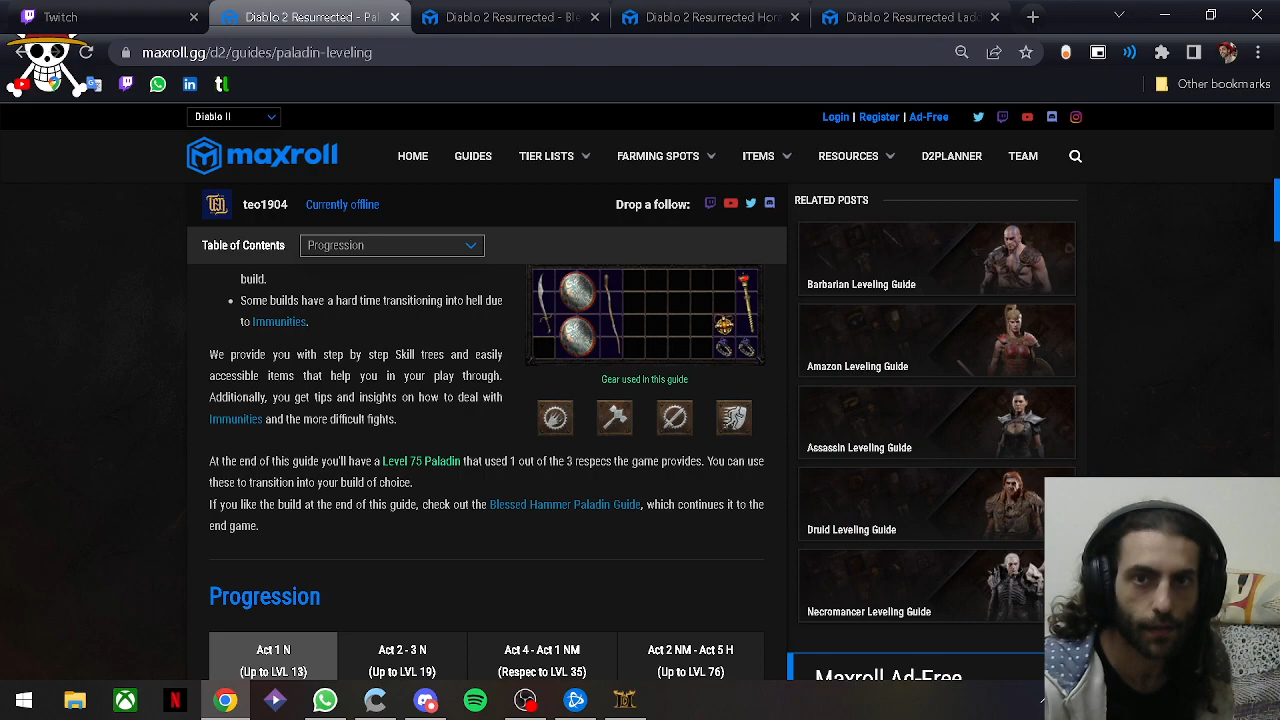 Twitch
Diablo 2 Resurrected - Pal
Diablo 2 Resurrected - Ble
Diablo 2 Resurrected Hora
Diablo 2 Resurrected Lad
maxroll.gg/d2/guides/paladin-leveling
Other bookmarks
Diablo II
Login | Register | Ad-Free
maxroll
HOME
GUIDES
TIER LISTS
FARMING SPOTS
ITEMS
RESOURCES
D2PLANNER
TEAM
teo1904
Currently offline
Drop a follow:
Table of Contents
Progression
build.
Some builds have a hard time transitioning into hell due
to Immunities.
We provide you with step by step Skill trees and easily
accessible items that help you in your play through.
Additionally, you get tips and insights on how to deal with
Immunities and the more difficult fights.
Gear used in this guide
At the end of this guide you'll have a Level 75 Paladin that used 1 out of the 3 respecs the game provides. You can use
these to transition into your build of choice.
If you like the build at the end of this guide, check out the Blessed Hammer Paladin Guide, which continues it to the
end game.
Progression
Act 1 N
(Up to LVL 13)
Act 2 - 3 N
(Up to LVL 19)
Act 4 - Act 1 NM
(Respec to LVL 35)
Act 2 NM - Act 5 H
(Up to LVL 76)
RELATED POSTS
Barbarian Leveling Guide
Amazon Leveling Guide
Assassin Leveling Guide
Druid Leveling Guide
Necromancer Leveling Guide
Maxroll Ad-Free